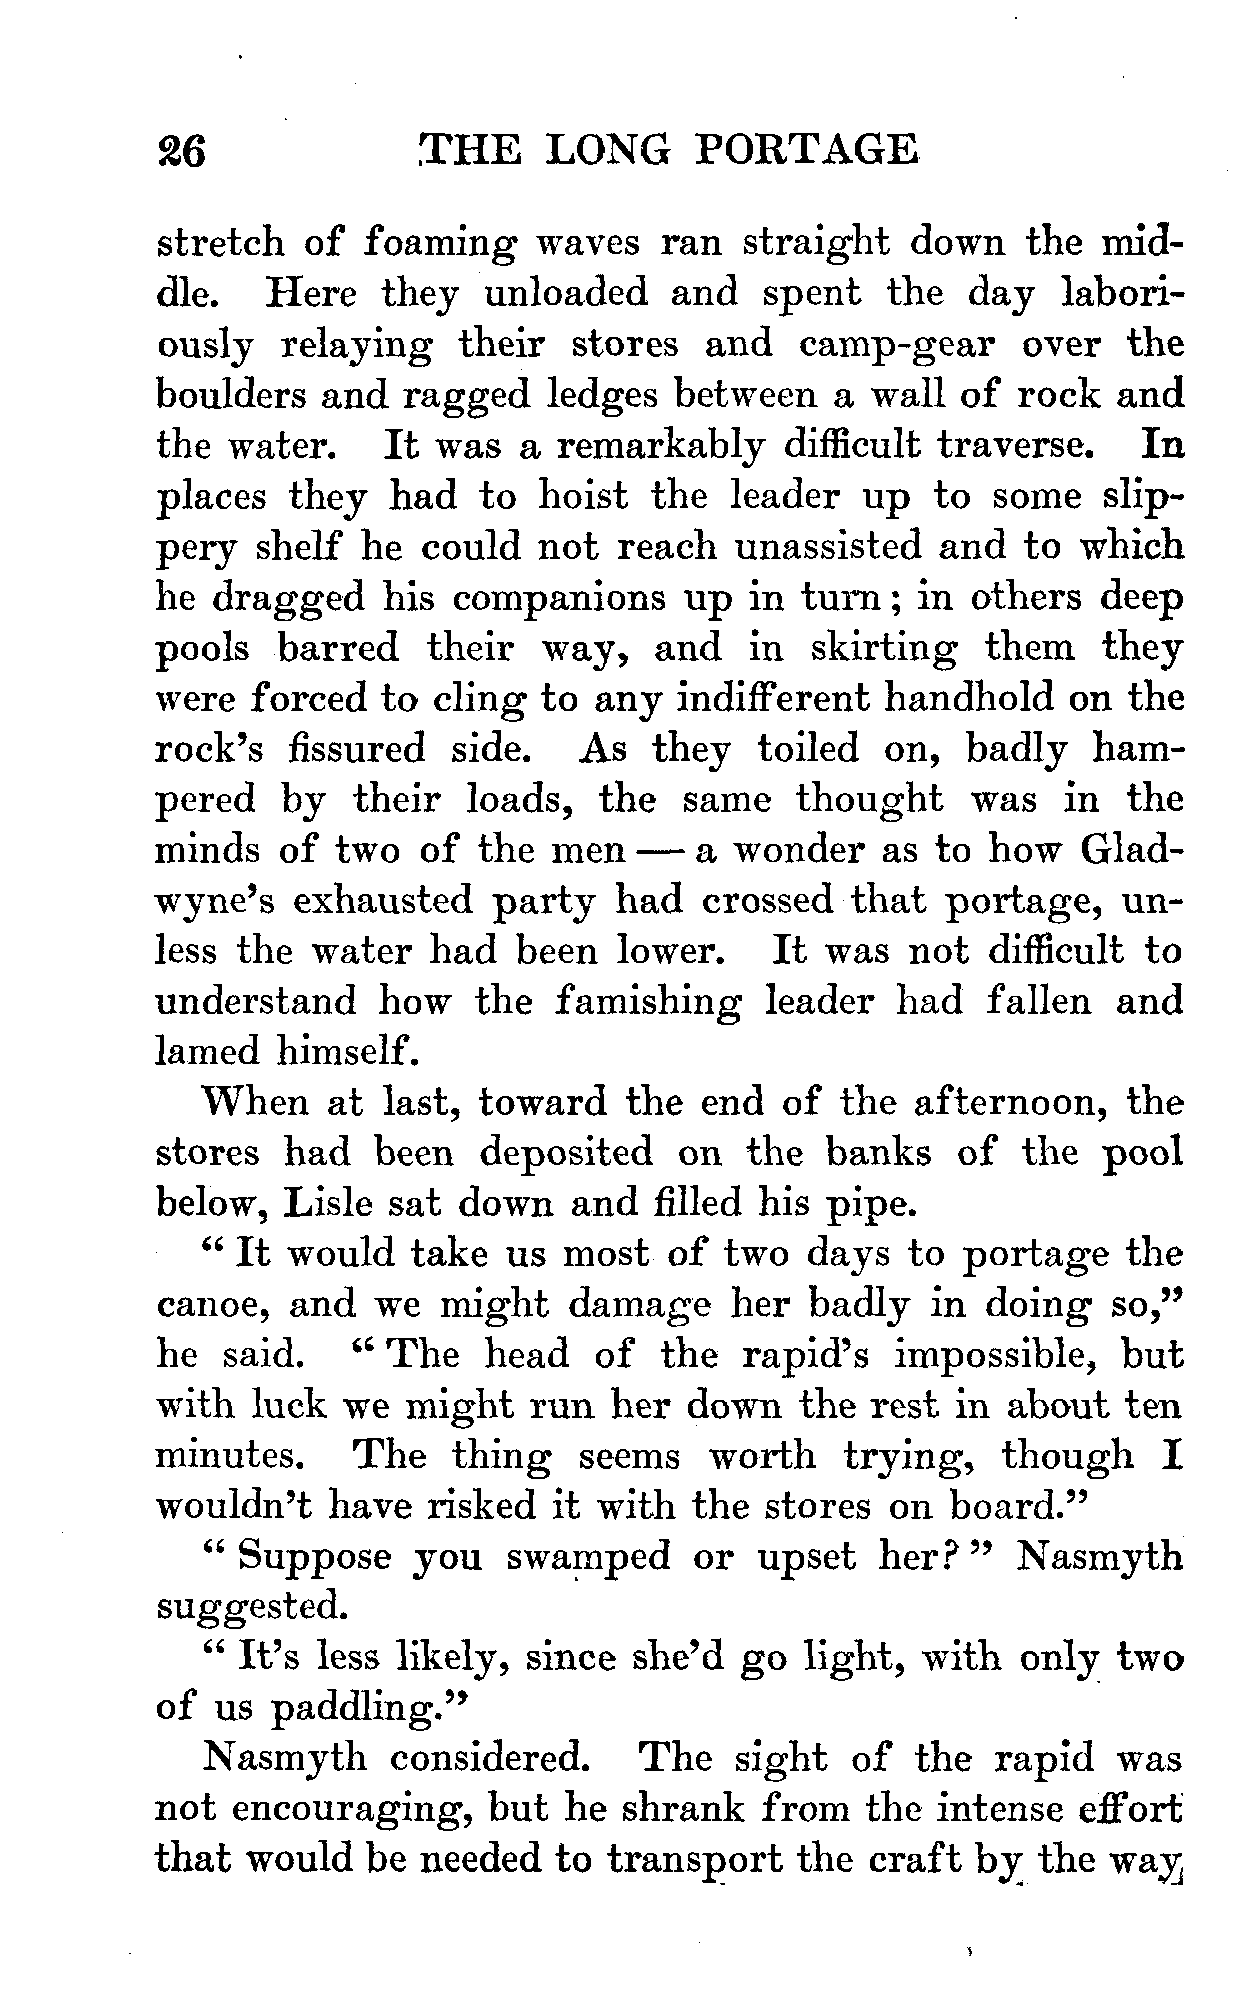 26 THE LONG PORTAGE
stretch of foaming waves ran straight down the mid-
dle. Here they unloaded and spent the day labori-
ously relaying their stores and camp-gear over the
boulders and ragged ledges between a wall of rock and
the water. It was a remarkably difficult traverse. In
places they had to hoist the leader up to some slip-
pery shelf he could not reach unassisted and to which
he dragged his companions up in turn; in others deep
pools barred their way, and in skirting them they
were forced to cling to any indifferent handhold on the
rock's fissured side. As they toiled on, badly ham-
pered by their loads, the same thought was in the
minds of two of the men — a wonder as to how Glad-
wyne's exhausted party had crossed that portage, un-
less the water had been lower. It was not difficult to
understand how the famishing leader had fallen and
lamed himself.
When at last, toward the end of the afternoon, the
stores had been deposited on the banks of the pool
below, Lisle sat down and filled his pipe.
“ It would take us most of two days to portage the
canoe, and we might damage her badly in doing so,”
he said. “ The head of the rapid's impossible, but
with luck we might run her down the rest in about ten
minutes. The thing seems worth trying, though I
wouldn't have risked it with the stores on board.”
“ Suppose you swamped or upset her? ” Nasmyth
suggested.
“ It's less likely, since she'd go light, with only two
of us paddling.”
Nasmyth considered. The sight of the rapid was
not encouraging, but he shrank from the intense effort
that would be needed to transport the craft by the way